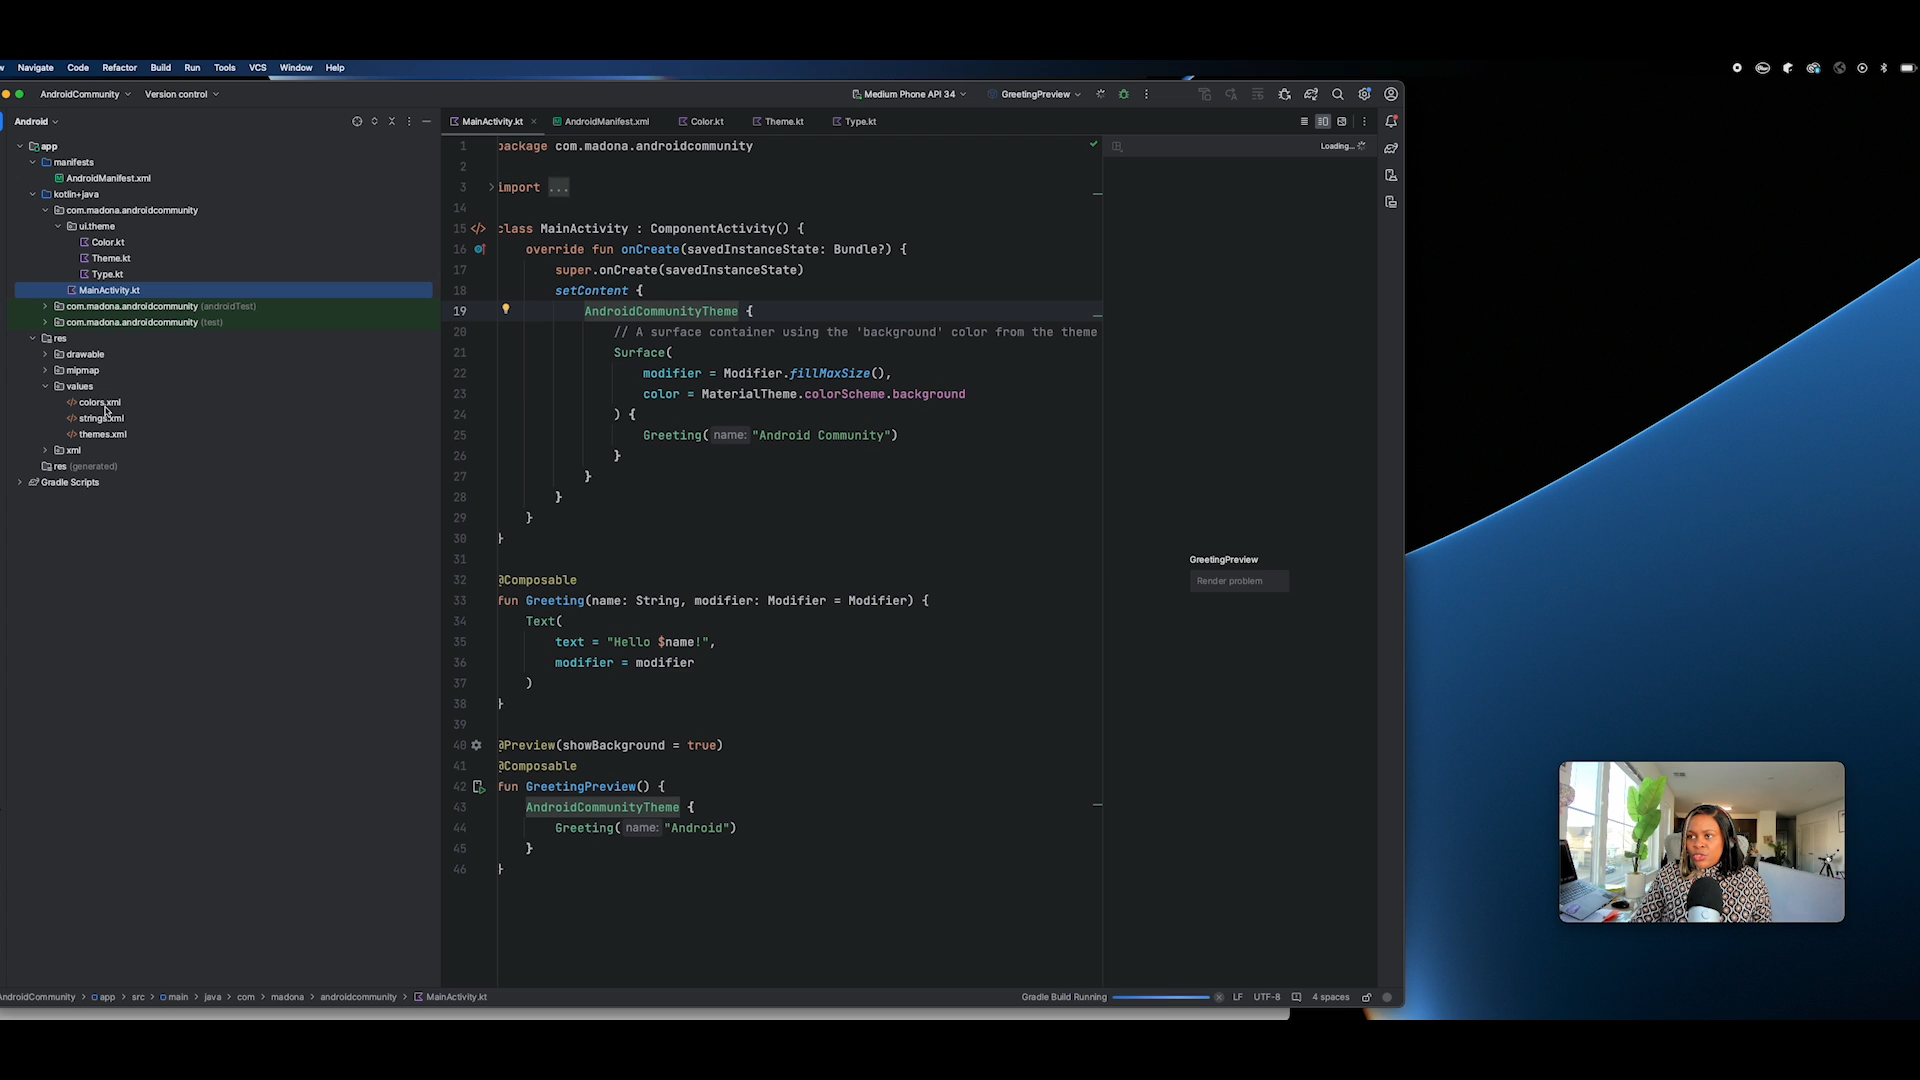 Navigate Code Refactor Build Run Tools VCS Window Help
AndroidCommunity Version control Medium Phone API 34 GreetingPreview
Android
MainActivity.kt AndroidManifest.xml Color.kt Theme.kt Type.kt
app
manifests
AndroidManifest.xml
kotlin+java
com.madona.androidcommunity
ui.theme
Color.kt
Theme.kt
Type.kt
MainActivity.kt
com.madona.androidcommunity (androidTest)
com.madona.androidcommunity (test)
res
drawable
mipmap
values
colors.xml
strings.xml
themes.xml
xml
res (generated)
Gradle Scripts
1 package com.madona.androidcommunity
2
3 import ...
14
15 class MainActivity : ComponentActivity() {
16 override fun onCreate(savedInstanceState: Bundle?) {
17 super.onCreate(savedInstanceState)
18 setContent {
19 AndroidCommunityTheme {
20 // A surface container using the 'background' color from the theme
21 Surface(
22 modifier = Modifier.fillMaxSize(),
23 color = MaterialTheme.colorScheme.background
24 ) {
25 Greeting( name: "Android Community")
26 }
27 }
28 }
29 }
30 }
31
32 @Composable
33 fun Greeting(name: String, modifier: Modifier = Modifier) {
34 Text(
35 text = "Hello $name!",
36 modifier = modifier
37 )
38 }
39
40 @Preview(showBackground = true)
41 @Composable
42 fun GreetingPreview() {
43 AndroidCommunityTheme {
44 Greeting( name: "Android")
45 }
46 }
Loading...
GreetingPreview
Render problem
AndroidCommunity > app > src > main > java > com > madona > androidcommunity > MainActivity.kt
Gradle Build Running LF UTF-8 4 spaces